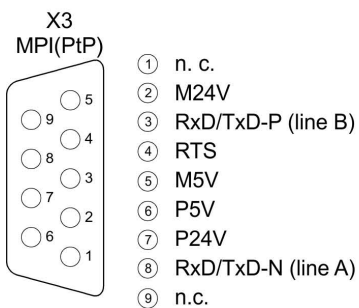 X3
MPI(PtP)
5
9
4
8
3
7
2
6
1
1 n. c.
2 M24V
3 RxD/TxD-P (line B)
4 RTS
5 M5V
6 P5V
7 P24V
8 RxD/TxD-N (line A)
9 n.c.